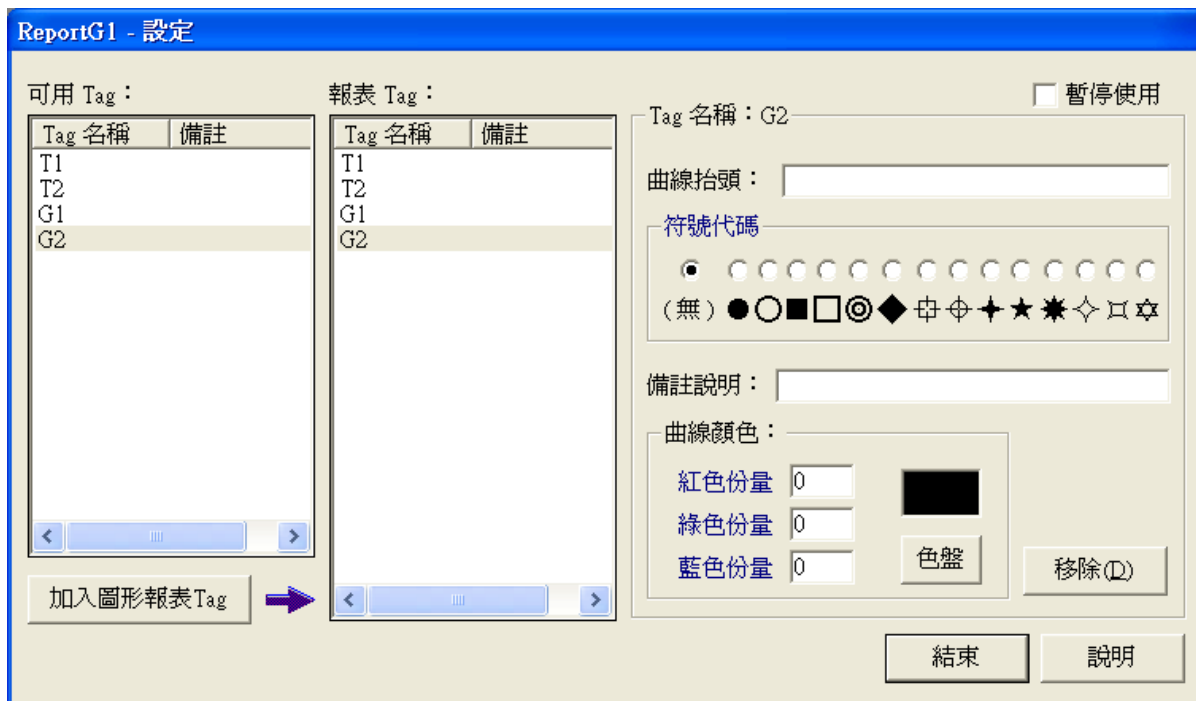 ReportG1 - 設定
可用 Tag：
Tag 名稱 備註
T1
T2
G1
G2
加入圖形報表Tag
報表 Tag：
Tag 名稱 備註
T1
T2
G1
G2
暫停使用
Tag 名稱：G2
曲線抬頭：
符號代碼
(無)
備註說明：
曲線顏色：
紅色份量 0
綠色份量 0
藍色份量 0
色盤
移除(D)
結束
說明